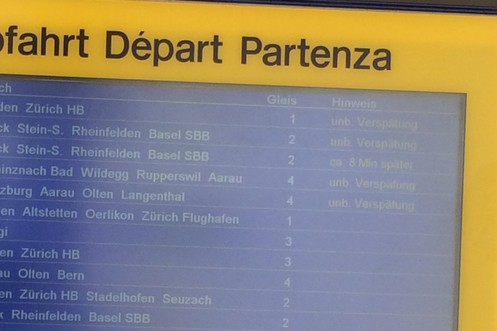 ofahrt Départ Partenza
ch Gleis Hinweis
den Zürich HB 1 unb. Verspätung
ck Stein-S. Rheinfelden Basel SBB 2 unb. Verspätung
ck Stein-S. Rheinfelden Basel SBB 2 ca. 8 Min später
inznach Bad Wildegg Rupperswil Aarau 4 unb. Verspätung
zburg Aarau Olten Langenthal 4 unb. Verspätung
en Altstetten Oerlikon Zürich Flughafen 1
gi 3
en Zürich HB 3
au Olten Bern 4
en Zürich HB Stadelhofen Seuzach 2
k Rheinfelden Basel SBB 2